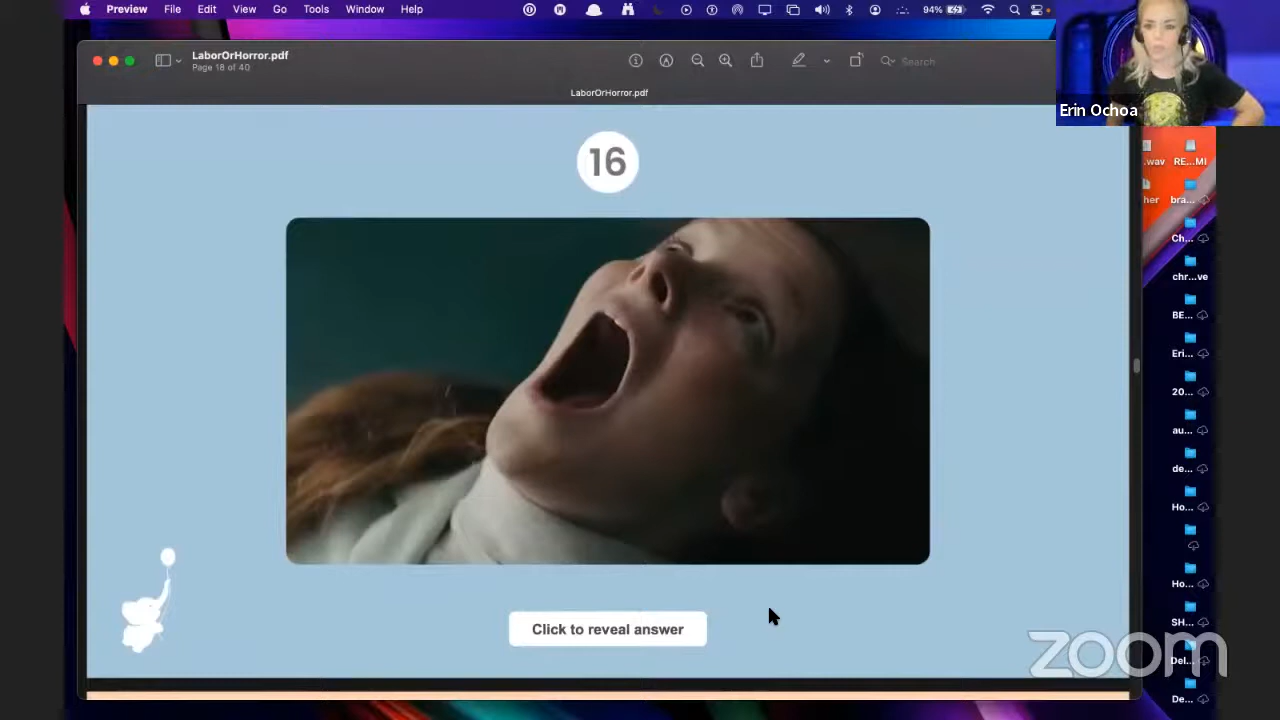 Preview File Edit View Go Tools Window Help 94%
LaborOrHorror.pdf
Page 18 of 40
Search
LaborOrHorror.pdf
Erin Ochoa
16
Click to reveal answer
.wav RE...MI
her bra...
Ch...
chr...ve
BE...
Eri...
20...
au...
de...
Ho...
Ho...
SH...
Del...
De...
zoom